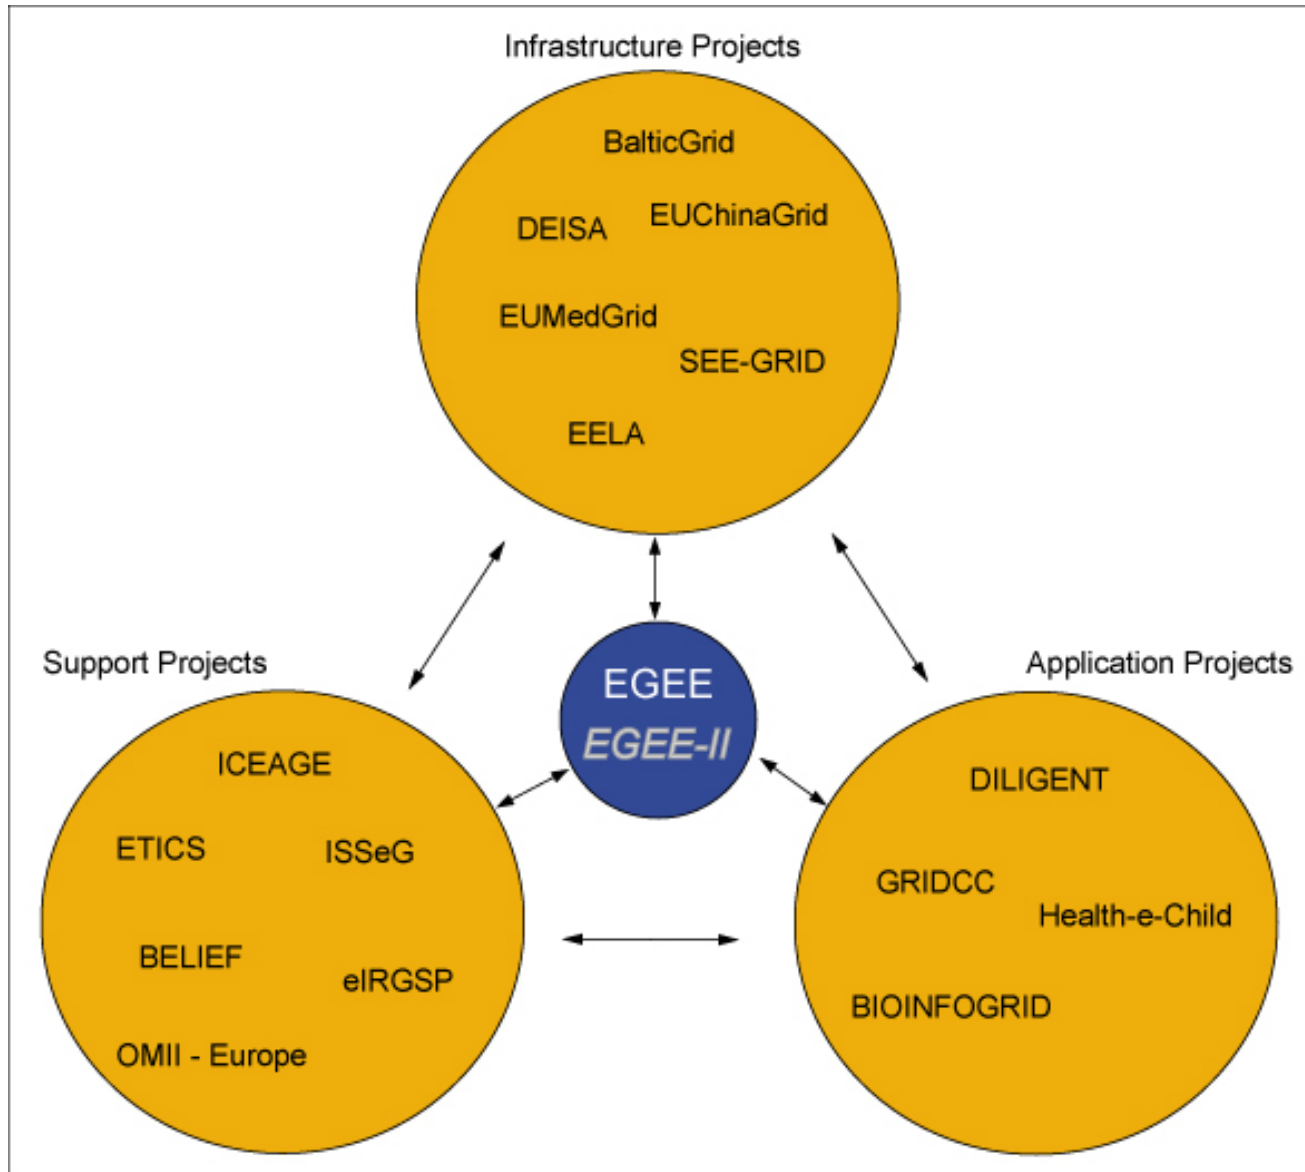 Infrastructure Projects
BalticGrid
EUChinaGrid
DEISA
EUMedGrid
SEE-GRID
EELA
Support Projects
Application Projects
EGEE
EGEE-II
ICEAGE
ETICS
ISSeG
BELIEF
eIRGSP
OMII - Europe
DILIGENT
GRIDCC
Health-e-Child
BIOINFOGRID